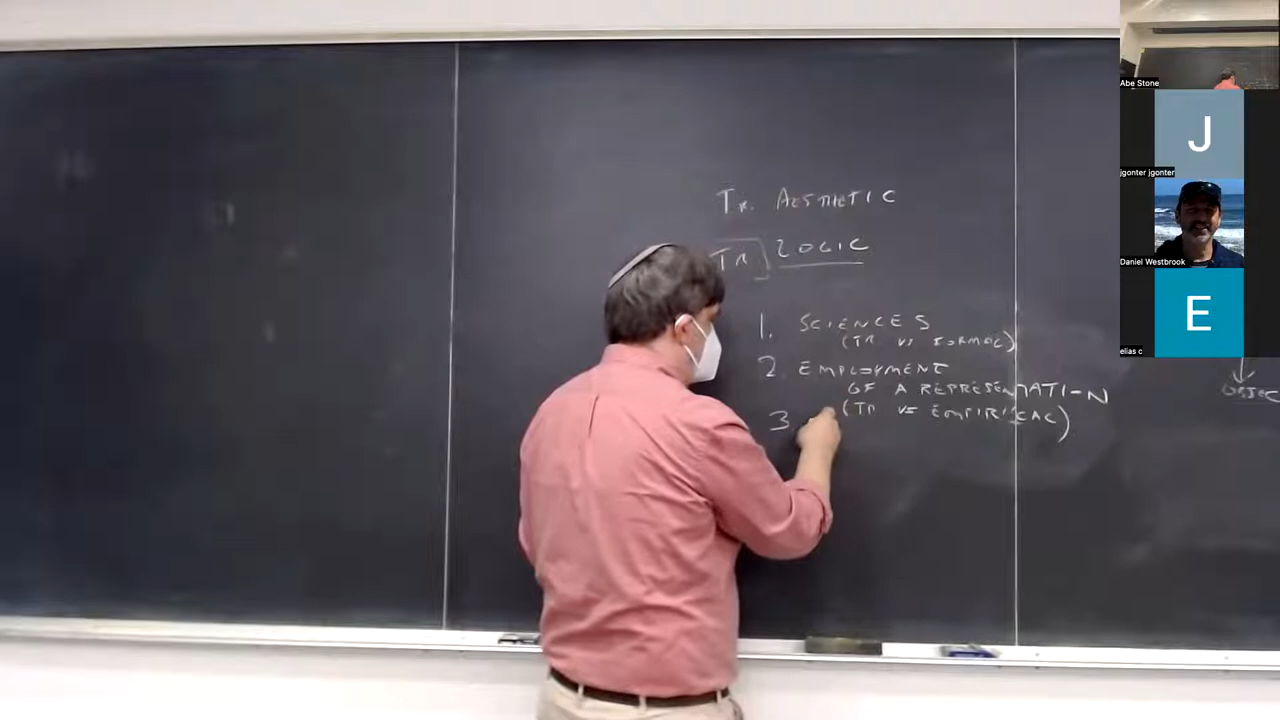 Tr. AESTHETIC
TR] LOGIC
1. SCIENCES
(TR VS FORMAL)
2. EMPLOYMENT
OF A REPRESENTATION
(TR VS EMPIRICAL)
3
OBJEC
Abe Stone
J
jgonter jgonter
Daniel Westbrook
E
elias c